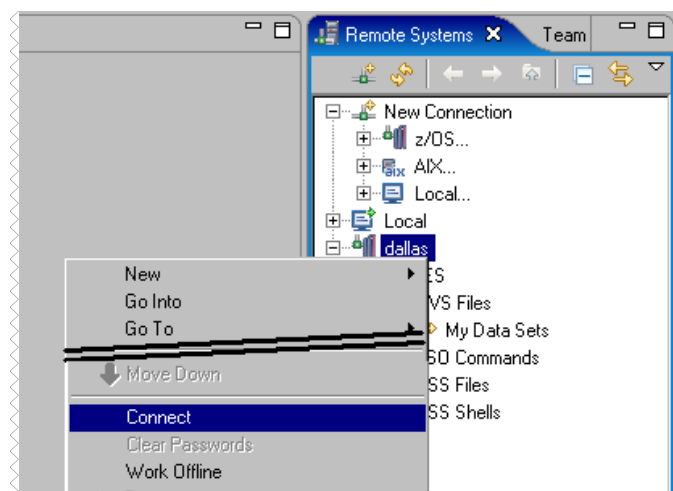 Remote Systems
Team
New Connection
z/OS...
AIX...
Local...
Local
dallas
New
ES
Go Into
VS Files
Go To
My Data Sets
SO Commands
Move Down
SS Files
Connect
SS Shells
Clear Passwords
Work Offline